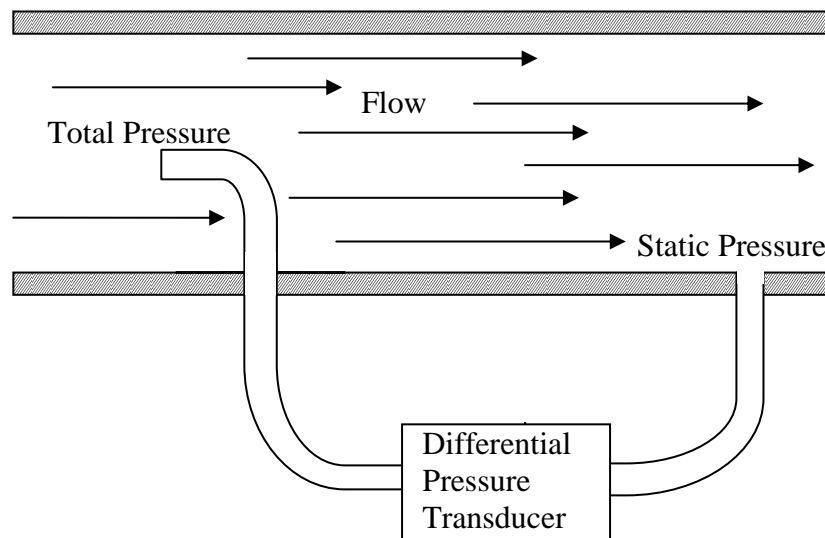 Flow
Total Pressure
Static Pressure
Differential
Pressure
Transducer